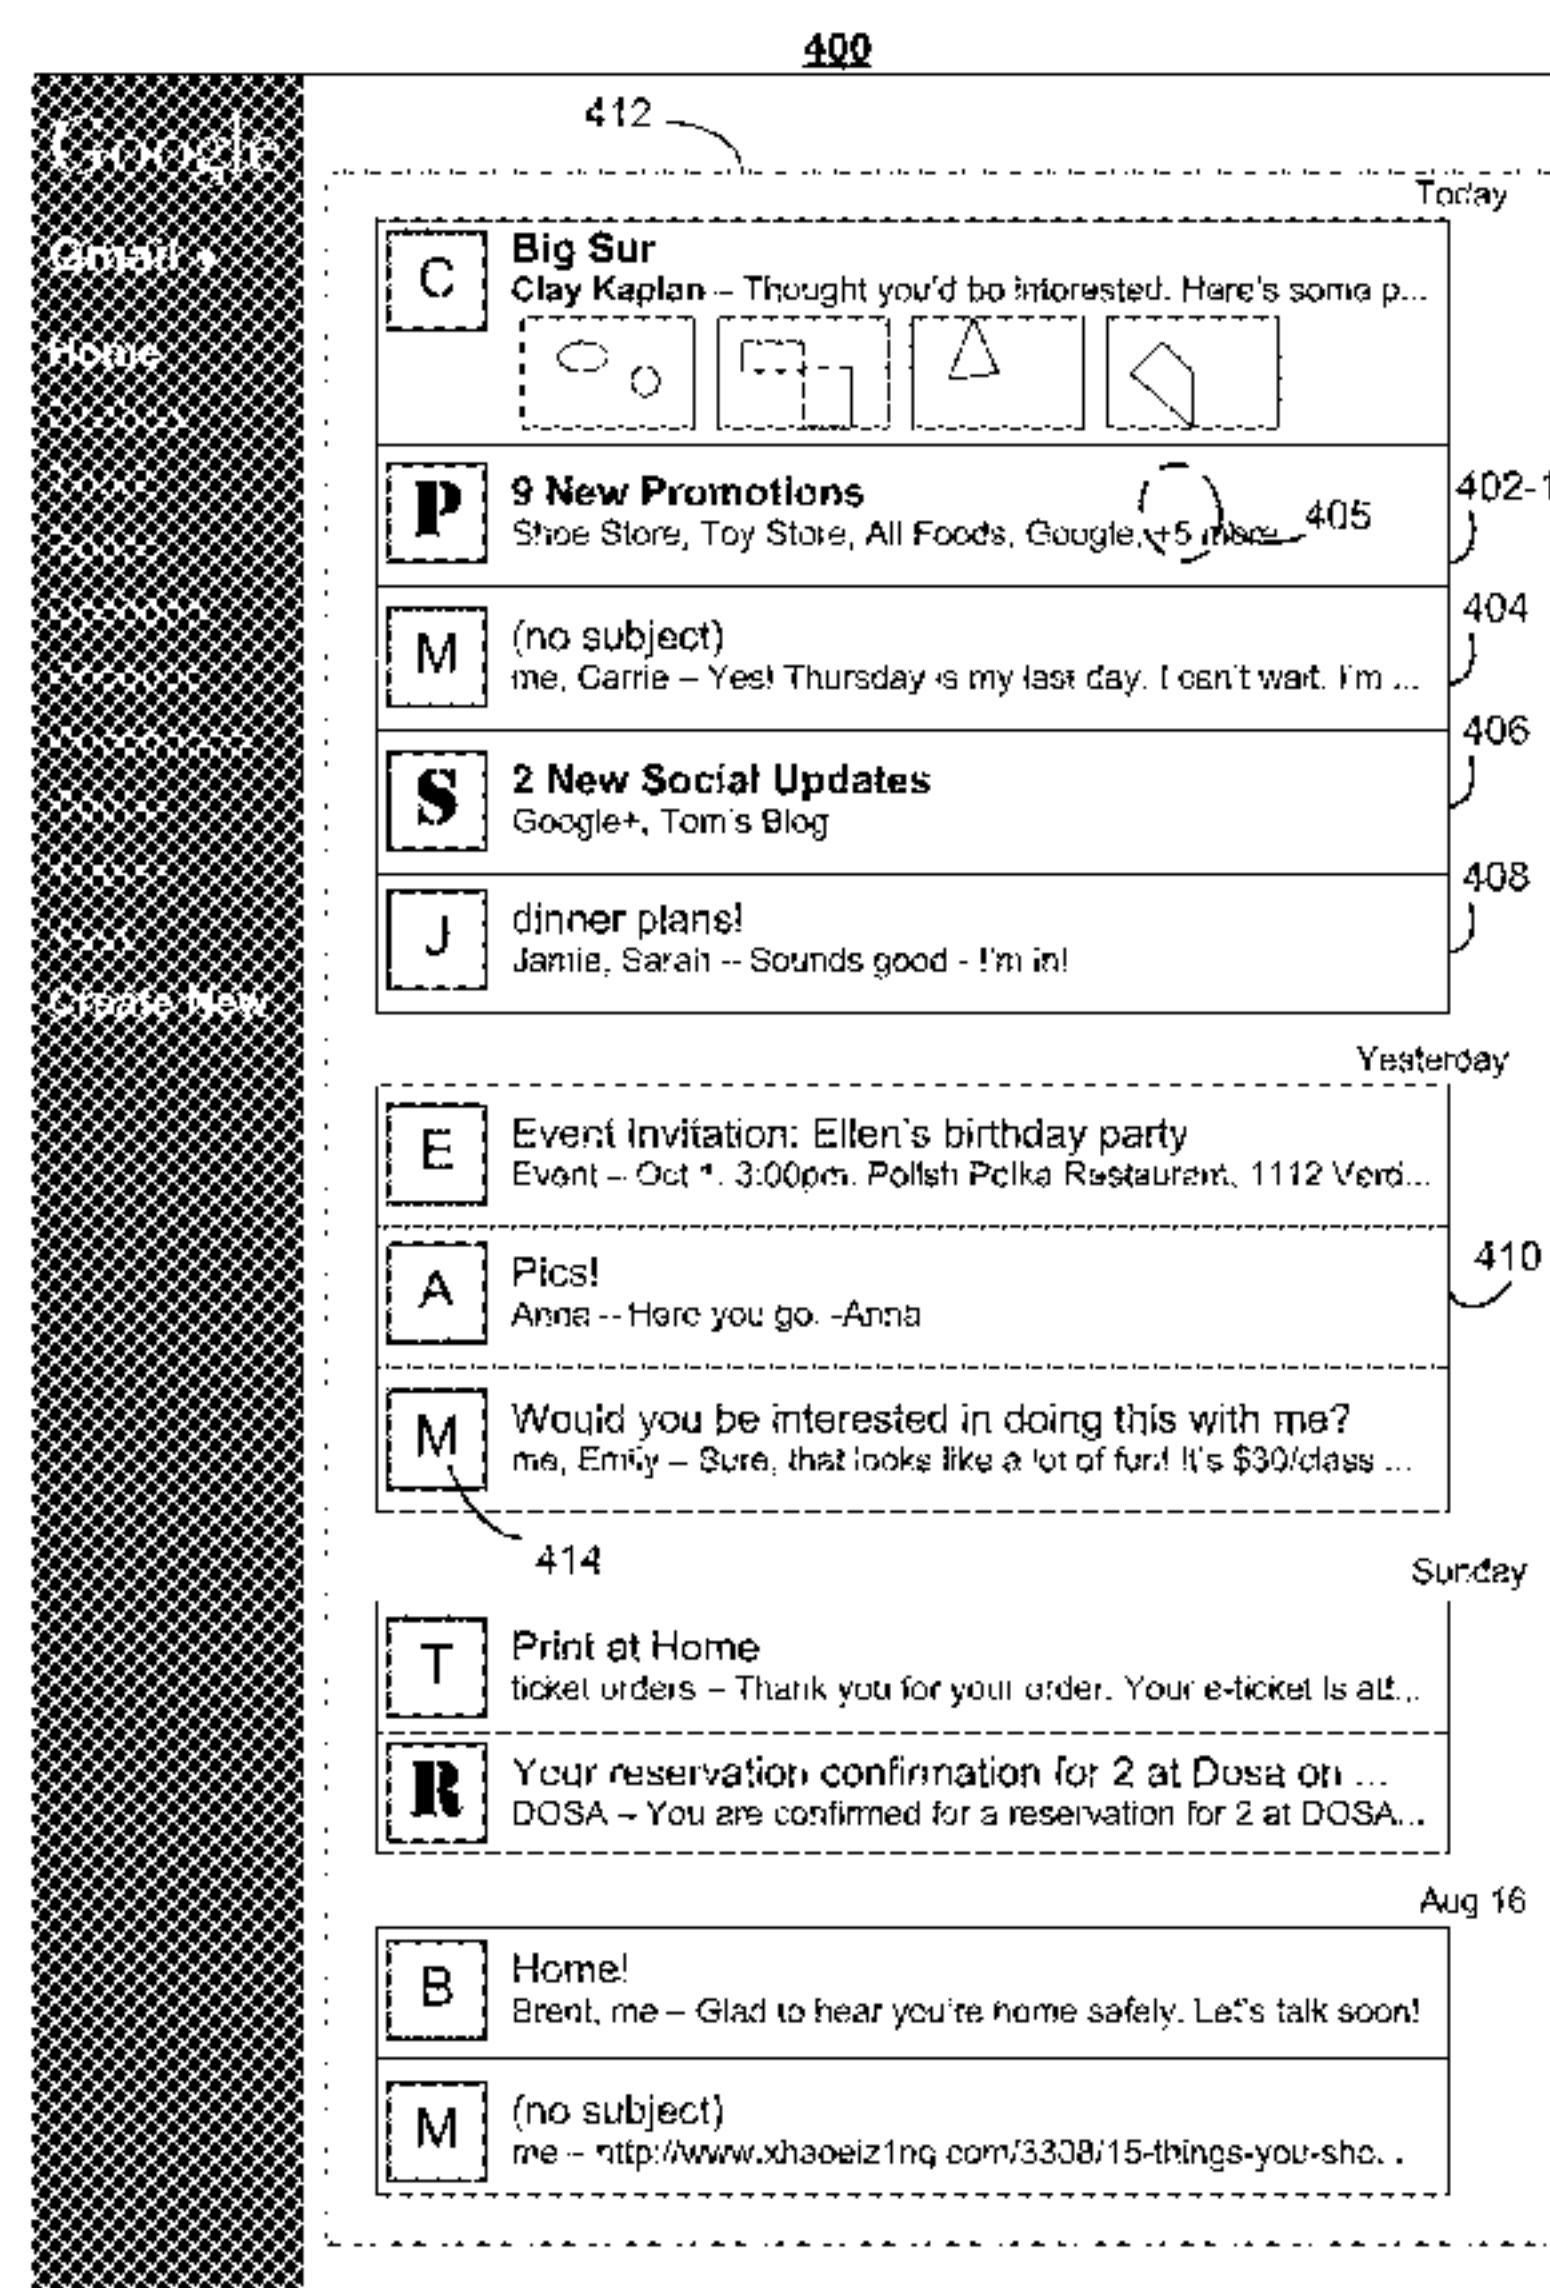 400
Google
412
Gmail
Home
Today
C
Big Sur
Clay Kaplan – Thought you'd be interested. Here's some p...
P
9 New Promotions
Shoe Store, Toy Store, All Foods, Google, +5 more
405
402-1
M
(no subject)
me, Carrie – Yes! Thursday is my last day. I can't wait. I'm ...
404
S
2 New Social Updates
Google+, Tom's Blog
406
J
dinner plans!
Jamie, Sarah -- Sounds good - I'm in!
408
Create New
Yesterday
E
Event Invitation: Ellen's birthday party
Event – Oct 1. 3:00pm. Polish Polka Restaurant, 1112 Verd...
A
Pics!
Anna -- Here you go. -Anna
410
M
Would you be interested in doing this with me?
me, Emily – Sure, that looks like a lot of fun! It's $30/class ...
414
Sunday
T
Print at Home
ticket orders – Thank you for your order. Your e-ticket is att...
R
Your reservation confirmation for 2 at Dosa on ...
DOSA – You are confirmed for a reservation for 2 at DOSA...
Aug 16
B
Home!
Brent, me – Glad to hear you're home safely. Let's talk soon!
M
(no subject)
me – http://www.